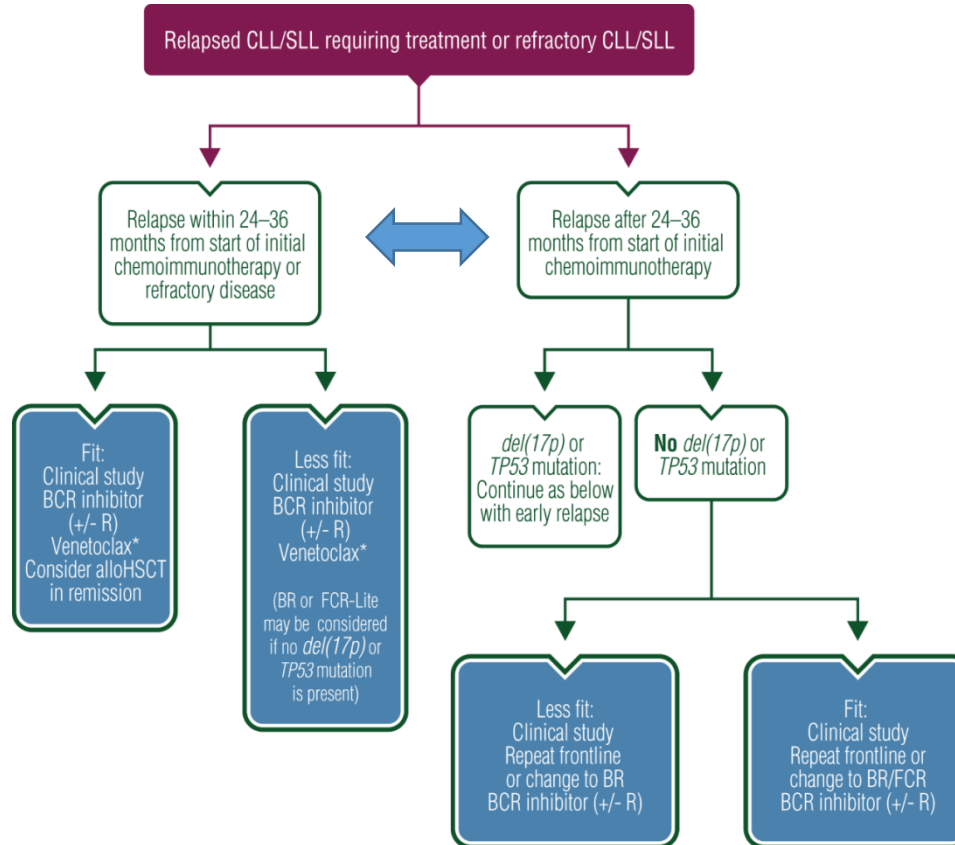 Relapsed CLL/SLL requiring treatment or refractory CLL/SLL
Relapse within 24–36
months from start of initial
chemoimmunotherapy or
refractory disease
Relapse after 24–36
months from start of initial
chemoimmunotherapy
Fit:
Clinical study
BCR inhibitor
(+/- R)
Venetoclax*
Consider alloHSCT
in remission
Less fit:
Clinical study
BCR inhibitor
(+/- R)
Venetoclax*
(BR or FCR-Lite
may be considered
if no del(17p) or
TP53 mutation
is present)
del(17p) or
TP53 mutation:
Continue as below
with early relapse
No del(17p) or
TP53 mutation
Less fit:
Clinical study
Repeat frontline
or change to BR
BCR inhibitor (+/- R)
Fit:
Clinical study
Repeat frontline or
change to BR/FCR
BCR inhibitor (+/- R)